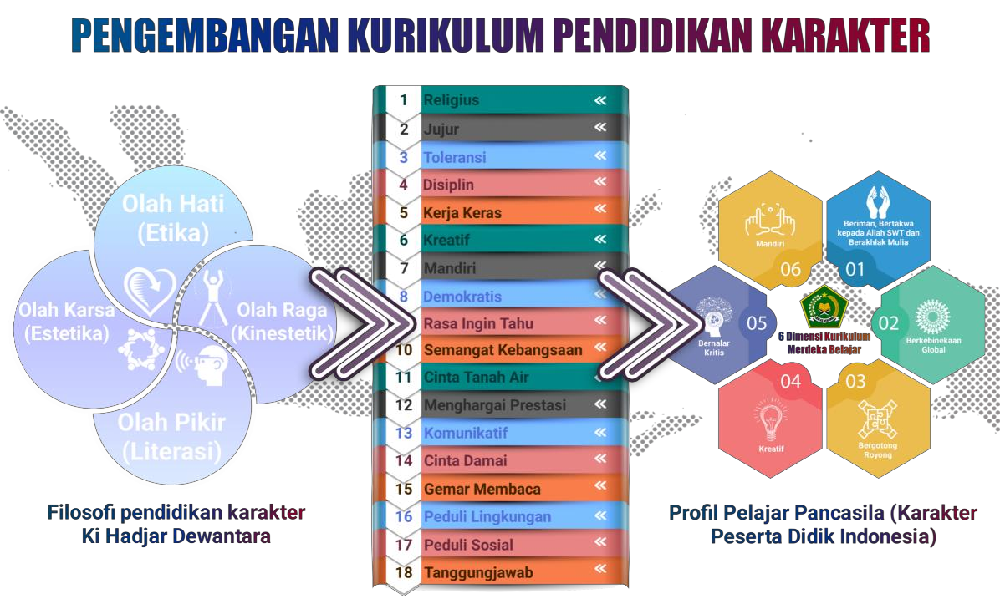 PENGEMBANGAN KURIKULUM PENDIDIKAN KARAKTER
Olah Hati
(Etika)
Olah Karsa
(Estetika)
Olah Raga
(Kinestetik)
Olah Pikir
(Literasi)
Filosofi pendidikan karakter
Ki Hadjar Dewantara
1 Religius
2 Jujur
3 Toleransi
4 Disiplin
5 Kerja Keras
6 Kreatif
7 Mandiri
8 Demokratis
Rasa Ingin Tahu
10 Semangat Kebangsaan
11 Cinta Tanah Air
12 Menghargai Prestasi
13 Komunikatif
14 Cinta Damai
15 Gemar Membaca
16 Peduli Lingkungan
17 Peduli Sosial
18 Tanggungjawab
Beriman, Bertakwa
kepada Allah SWT dan
Berakhlak Mulia
01
02
Berkebinekaan
Global
03
Bergotong
Royong
04
Kreatif
05
Bernalar
Kritis
06
Mandiri
6 Dimensi Kurikulum
Merdeka Belajar
Profil Pelajar Pancasila (Karakter
Peserta Didik Indonesia)